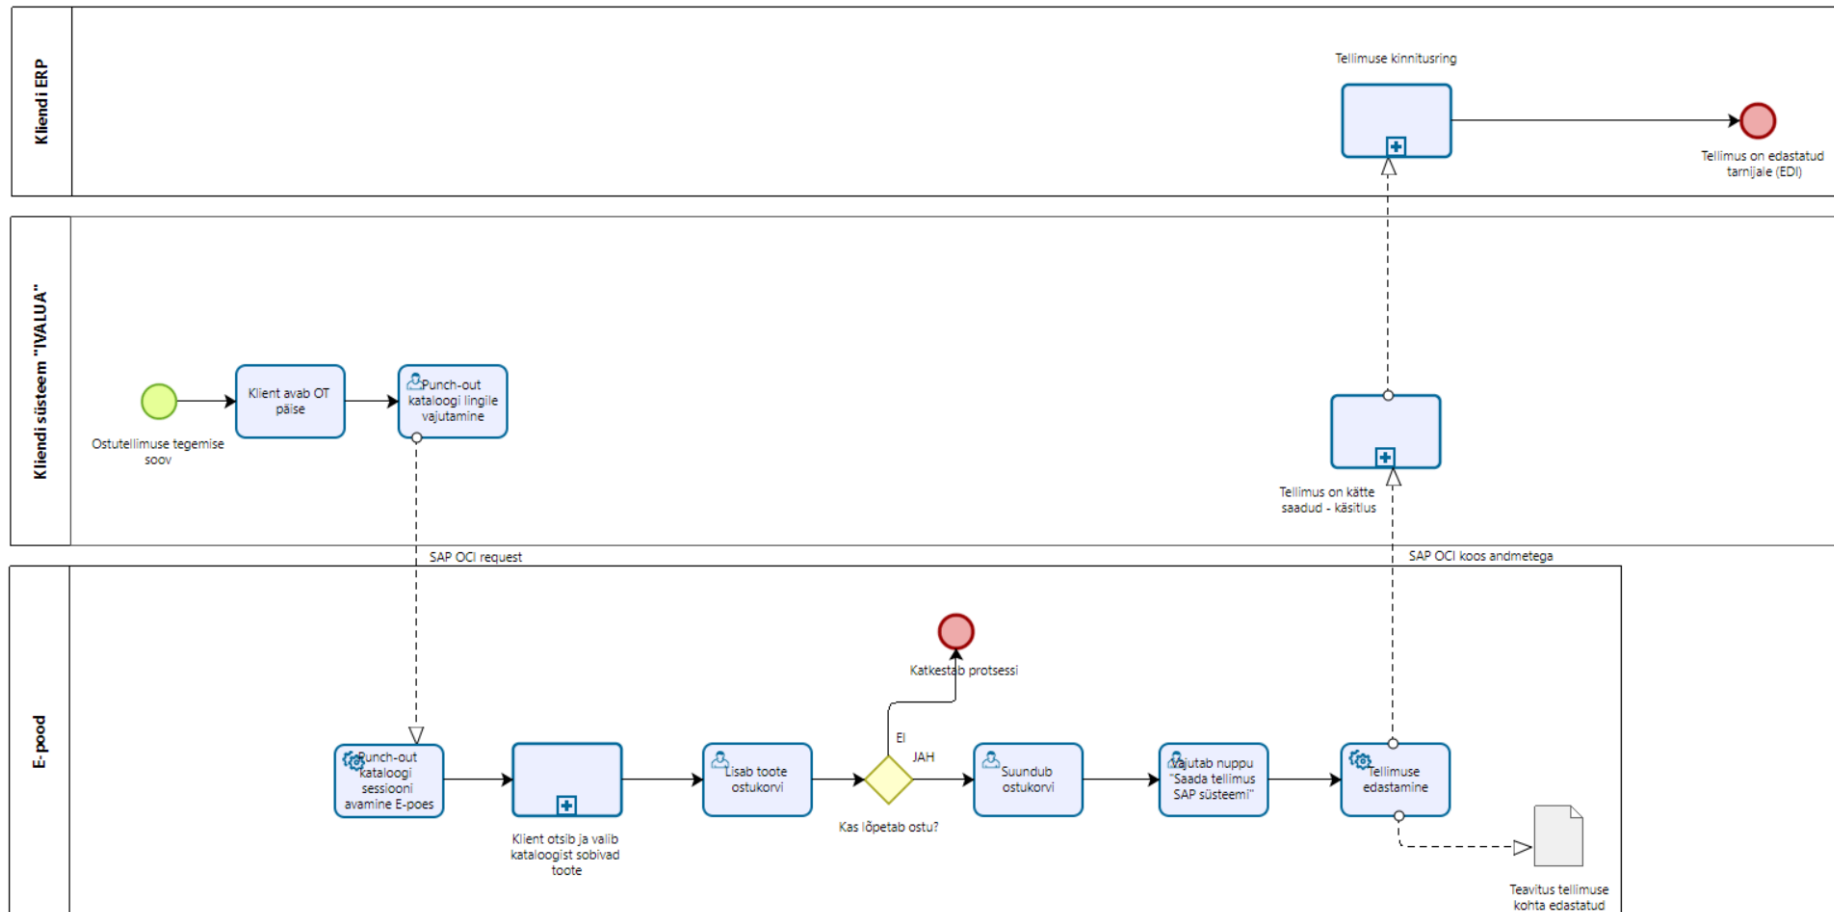 Kliendi ERP
Tellimuse kinnitusring
Tellimus on edastatud
tarnijale (EDI)
Kliendi süsteem "IVALUA"
Ostutellimuse tegemise
soov
Klient avab OT
päise
Punch-out
kataloogi lingile
vajutamine
Tellimus on kätte
saadud - käsitlus
SAP OCI request
SAP OCI koos andmetega
E-pood
Punch-out
kataloogi
sessiooni
avamine E-poes
Klient otsib ja valib
kataloogist sobivad
toote
Lisab toote
ostukorvi
Katkestab protsessi
EI
JAH
Kas lõpetab ostu?
Suundub
ostukorvi
Vajutab nuppu
"Saada tellimus
SAP süsteemi"
Tellimuse
edastamine
Teavitus tellimuse
kohta edastatud